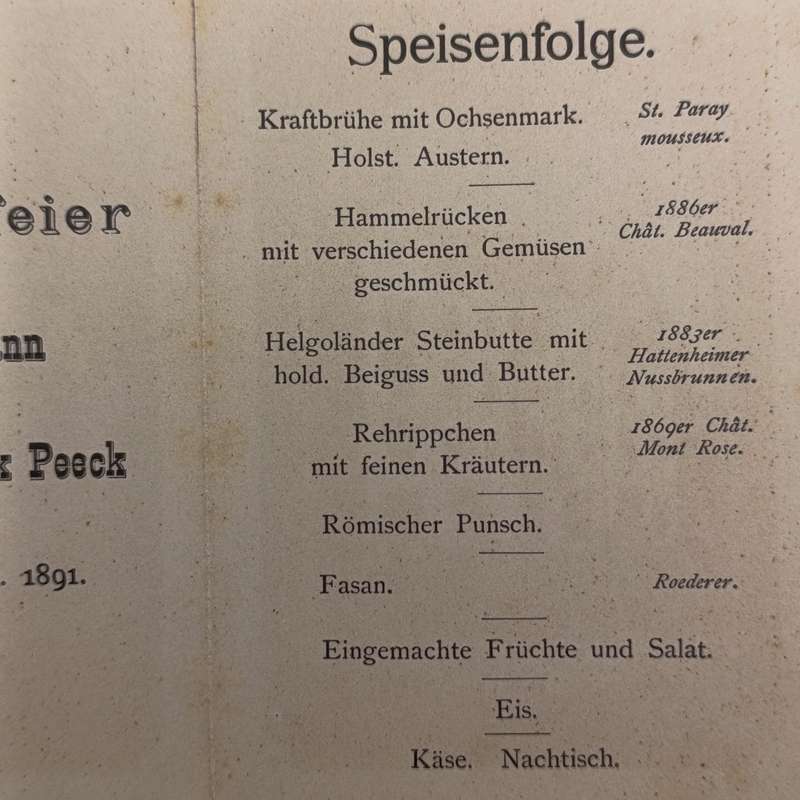 feier
nn
Peeck
. 1891.
Speisenfolge.
Kraftbrühe mit Ochsenmark.
Holst. Austern.
St. Paray
mousseux.
Hammelrücken
mit verschiedenen Gemüsen
geschmückt.
1886er
Chât. Beauval.
Helgoländer Steinbutte mit
hold. Beiguss und Butter.
1883er
Hattenheimer
Nussbrunnen.
Rehrippchen
mit feinen Kräutern.
1869er Chât.
Mont Rose.
Römischer Punsch.
Fasan.
Roederer.
Eingemachte Früchte und Salat.
Eis.
Käse. Nachtisch.